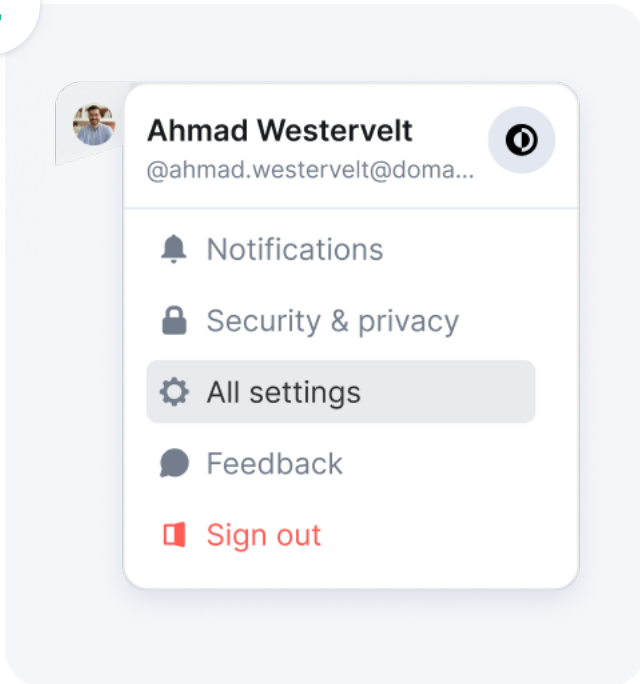 Ahmad Westervelt
@ahmad.westervelt@doma...
Notifications
Security & privacy
All settings
Feedback
Sign out